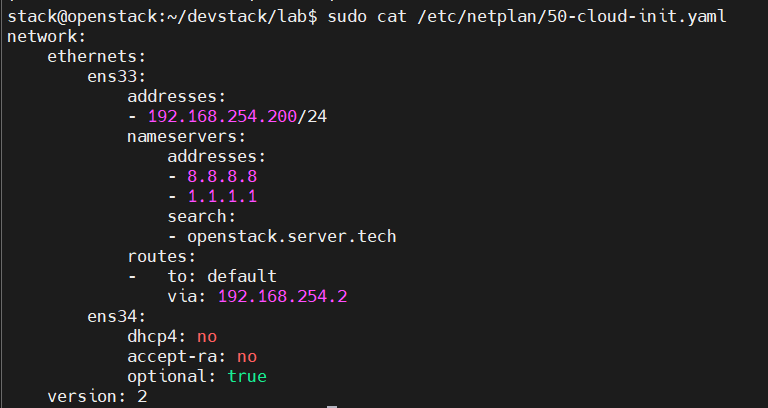 stack@openstack:~/devstack/lab$ sudo cat /etc/netplan/50-cloud-init.yaml
network:
    ethernets:
        ens33:
            addresses:
            - 192.168.254.200/24
            nameservers:
                addresses:
                - 8.8.8.8
                - 1.1.1.1
                search:
                - openstack.server.tech
            routes:
            -   to: default
                via: 192.168.254.2
        ens34:
            dhcp4: no
            accept-ra: no
            optional: true
    version: 2